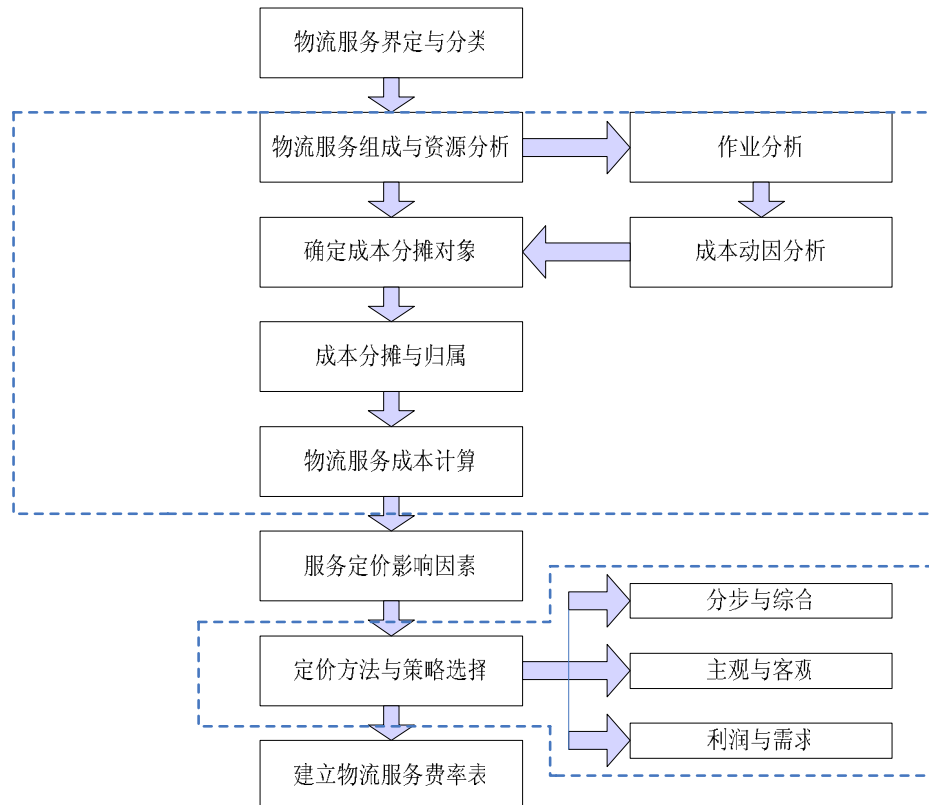 物流服务界定与分类
物流服务组成与资源分析
作业分析
确定成本分摊对象
成本动因分析
成本分摊与归属
物流服务成本计算
服务定价影响因素
分步与综合
定价方法与策略选择
主观与客观
利润与需求
建立物流服务费率表